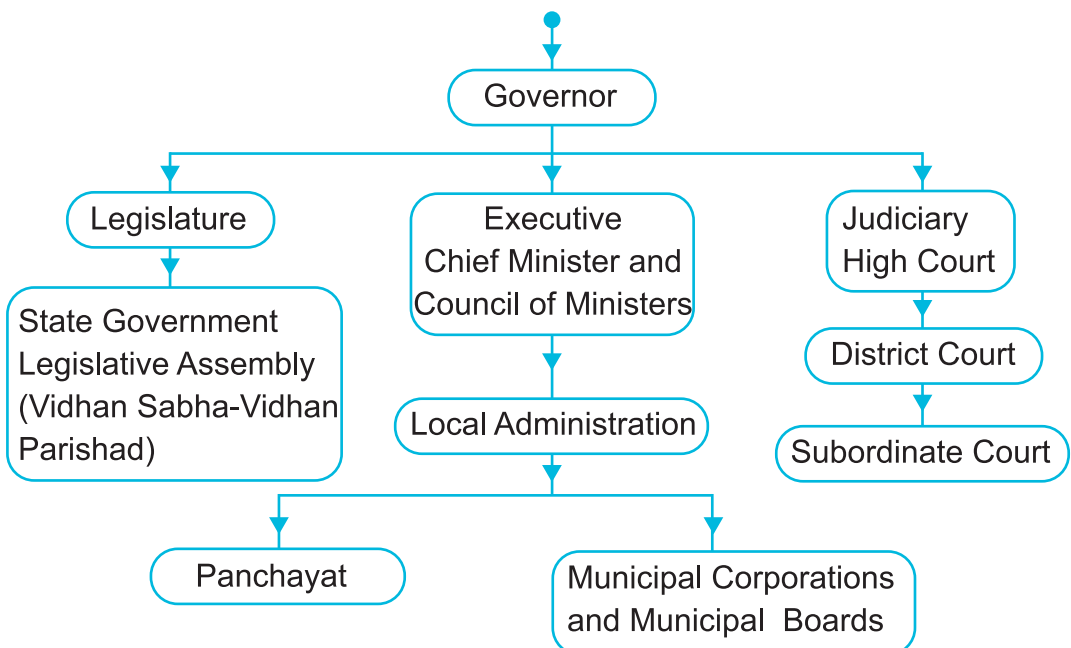 Governor
Legislature
Executive
Chief Minister and
Council of Ministers
Judiciary
High Court
State Government
Legislative Assembly
(Vidhan Sabha-Vidhan
Parishad)
District Court
Local Administration
Subordinate Court
Panchayat
Municipal Corporations
and Municipal Boards